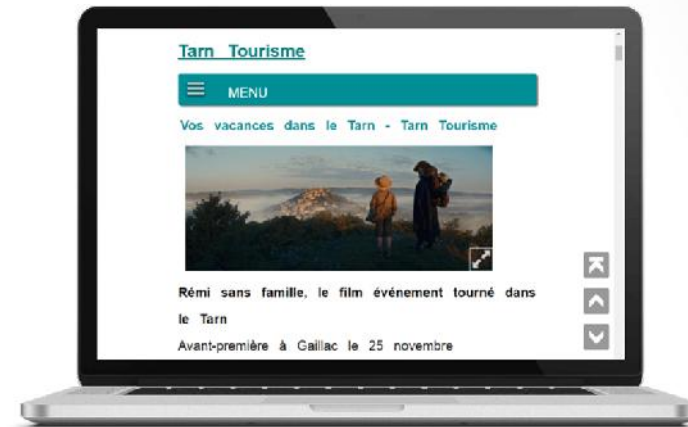 Tarn Tourisme
MENU
Vos vacances dans le Tarn - Tarn Tourisme
Rémi sans famille, le film événement tourné dans
le Tarn
Avant-première à Gaillac le 25 novembre